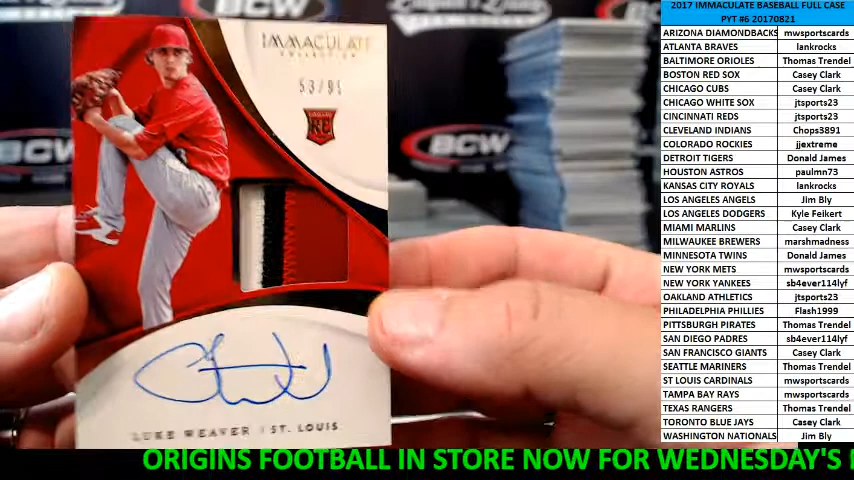 IMMACULATE
COLLECTION
53/99
RC
LUKE WEAVER | ST. LOUIS
BCW
BCW
2017 IMMACULATE BASEBALL FULL CASE
PYT #6 20170821
ARIZONA DIAMONDBACKS mwsportscards
ATLANTA BRAVES lankrocks
BALTIMORE ORIOLES Thomas Trendel
BOSTON RED SOX Casey Clark
CHICAGO CUBS Casey Clark
CHICAGO WHITE SOX jtsports23
CINCINNATI REDS jtsports23
CLEVELAND INDIANS Chops3891
COLORADO ROCKIES jjextreme
DETROIT TIGERS Donald James
HOUSTON ASTROS paulmn73
KANSAS CITY ROYALS lankrocks
LOS ANGELES ANGELS Jim Bly
LOS ANGELES DODGERS Kyle Feikert
MIAMI MARLINS Casey Clark
MILWAUKEE BREWERS marshmadness
MINNESOTA TWINS Donald James
NEW YORK METS mwsportscards
NEW YORK YANKEES sb4ever114lyf
OAKLAND ATHLETICS jtsports23
PHILADELPHIA PHILLIES Flash1999
PITTSBURGH PIRATES Thomas Trendel
SAN DIEGO PADRES sb4ever114lyf
SAN FRANCISCO GIANTS Casey Clark
SEATTLE MARINERS Thomas Trendel
ST LOUIS CARDINALS mwsportscards
TAMPA BAY RAYS mwsportscards
TEXAS RANGERS Thomas Trendel
TORONTO BLUE JAYS Casey Clark
WASHINGTON NATIONALS Jim Bly
ORIGINS FOOTBALL IN STORE NOW FOR WEDNESDAY'S